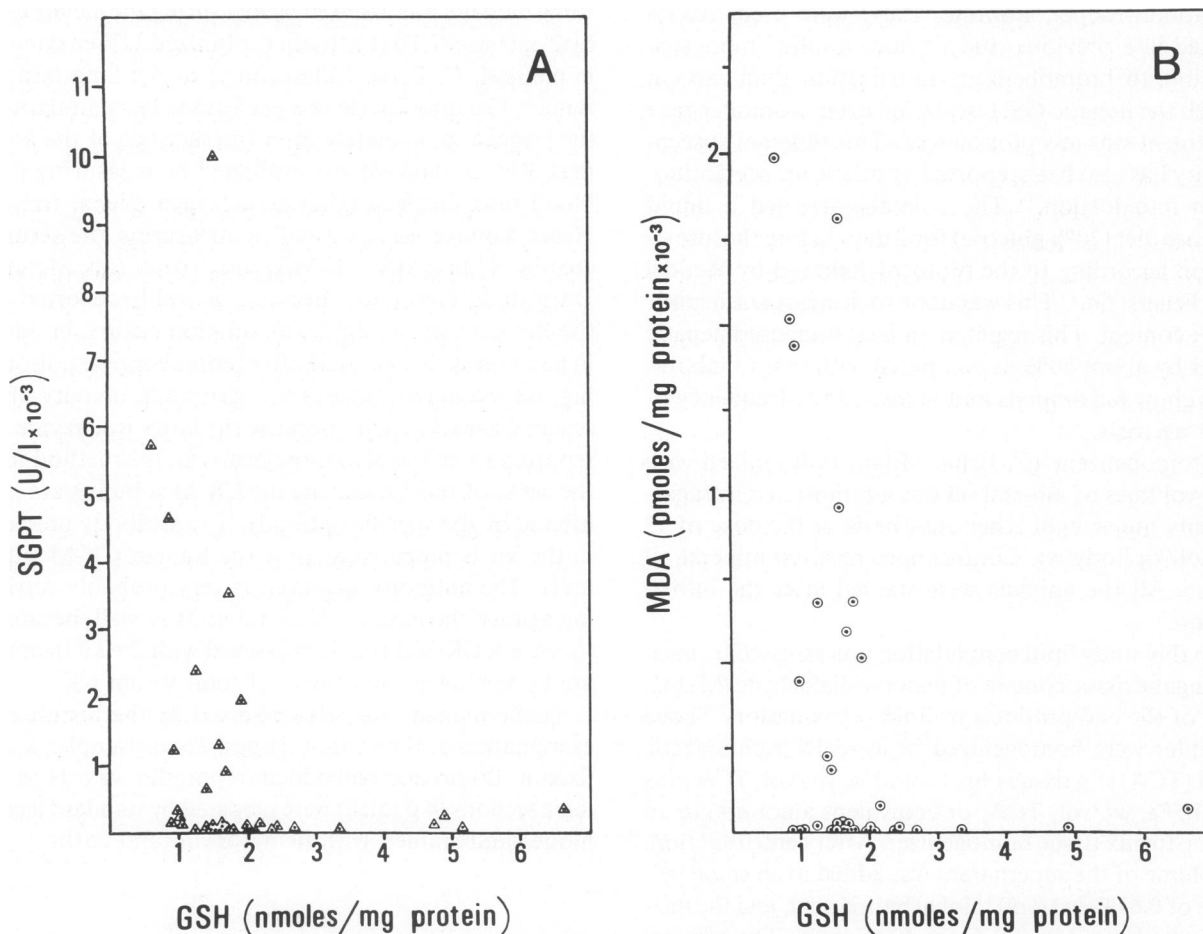 A
SGPT (U/l×10⁻³)
11
10
9
8
7
6
5
4
3
2
1
1 2 3 4 5 6
GSH (nmoles/mg protein)
B
MDA (pmoles/mg protein×10⁻³)
2
1
1 2 3 4 5 6
GSH (nmoles/mg protein)